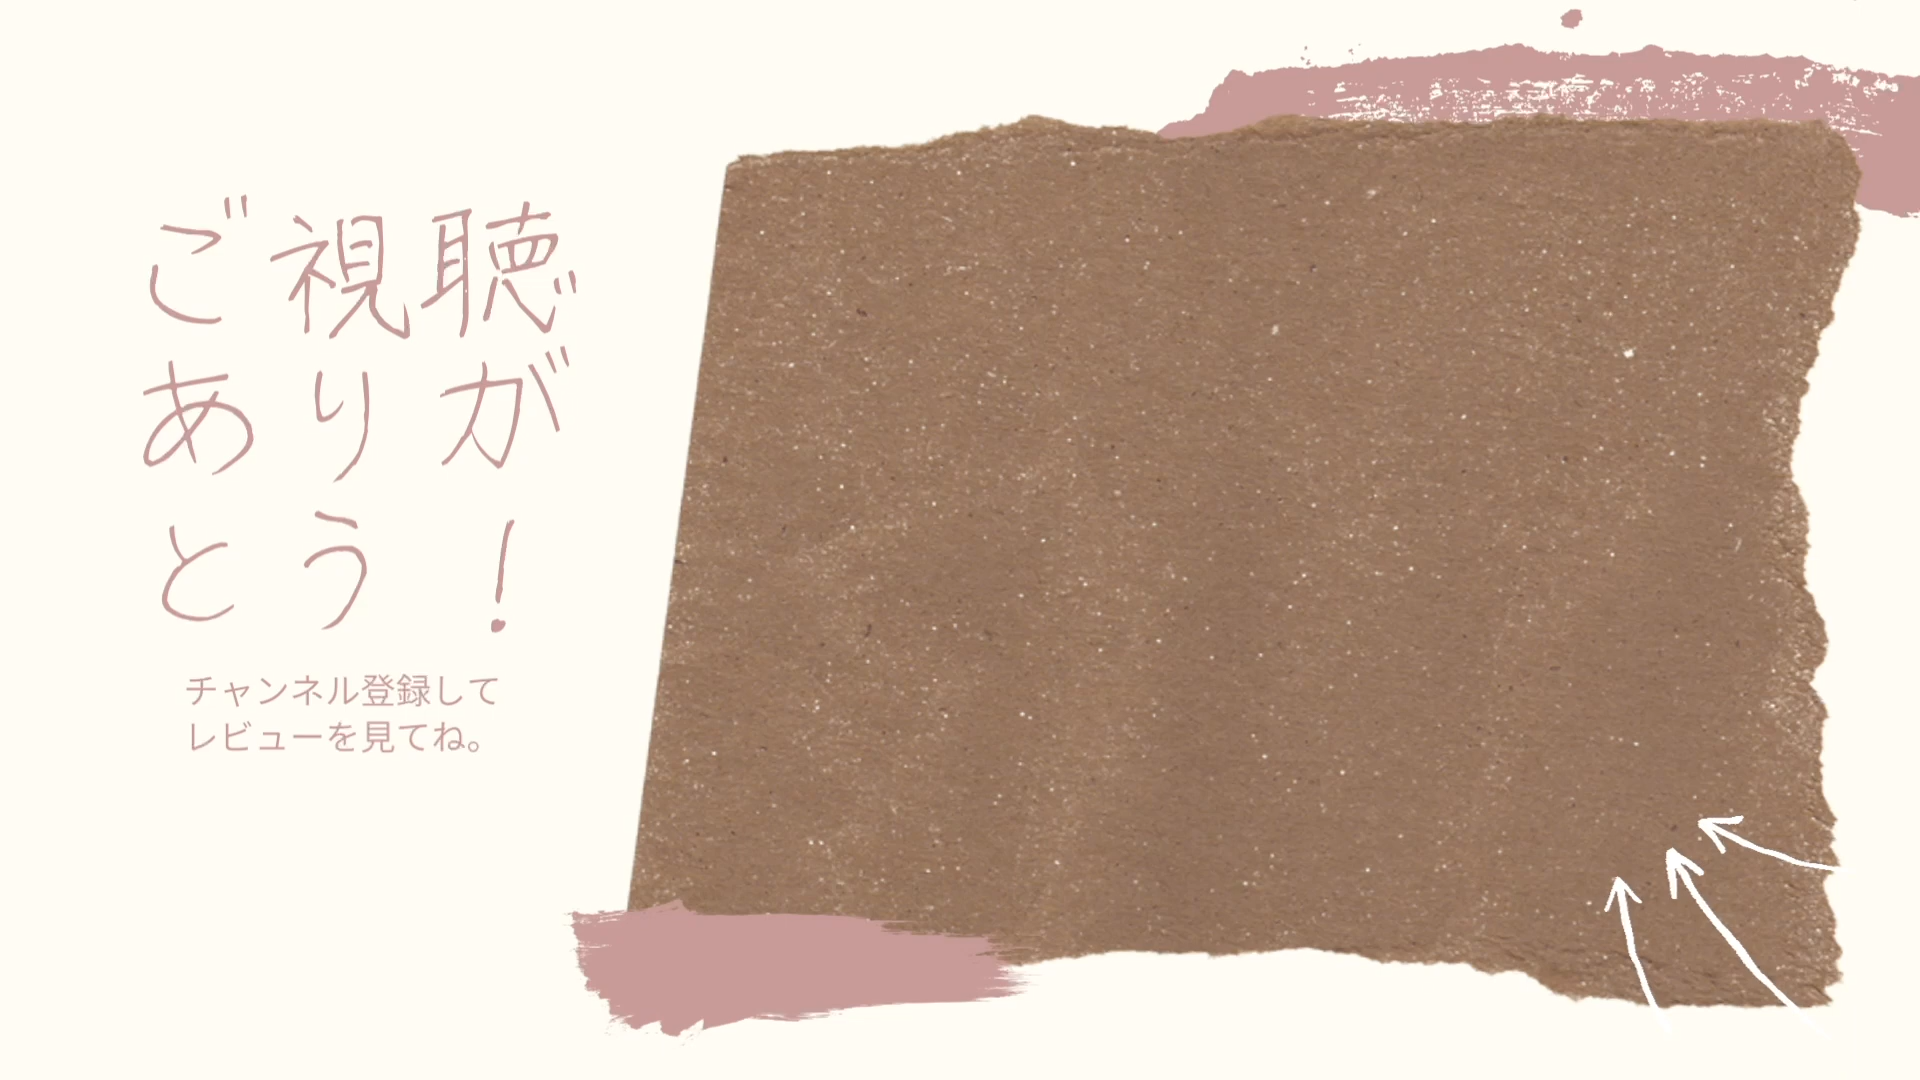 ご視聴
ありが
とう！
チャンネル登録して
レビューを見てね。